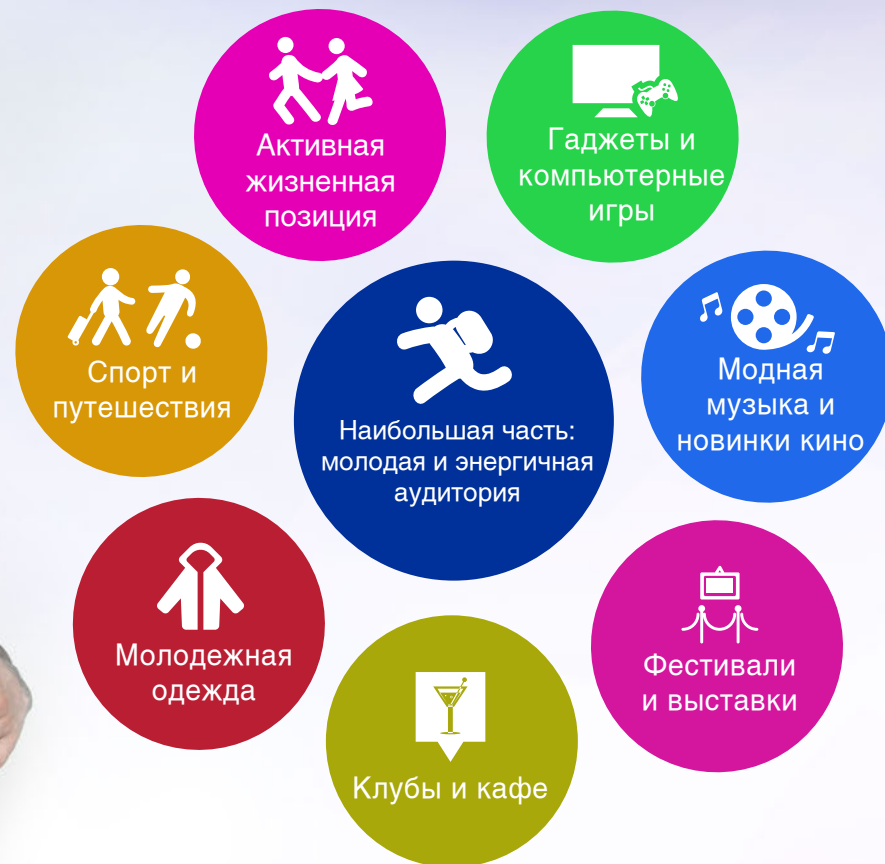 Активная
жизненная
позиция
Гаджеты и
компьютерные
игры
Спорт и
путешествия
Наибольшая часть:
молодая и энергичная
аудитория
Модная
музыка и
новинки кино
Молодежная
одежда
Фестивали
и выставки
Клубы и кафе